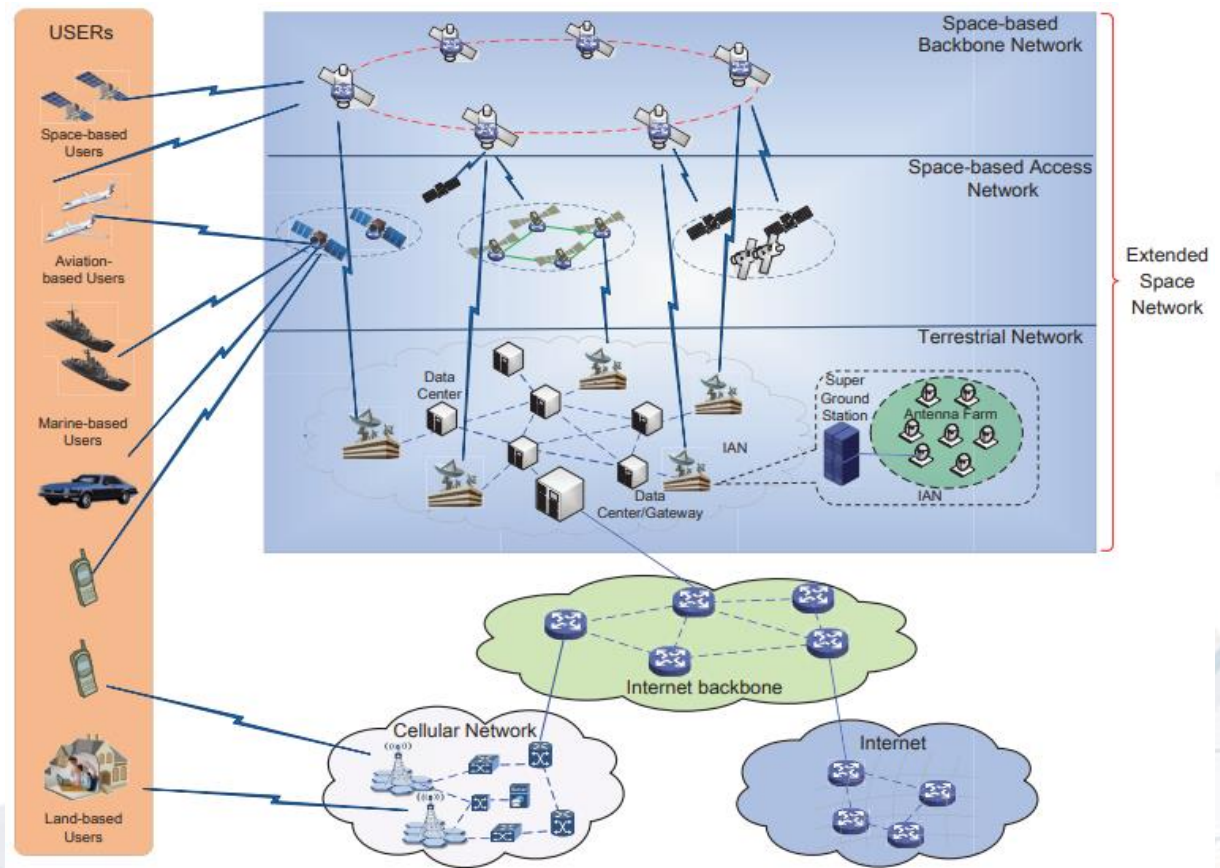 USERs
Space-based
Users
Aviation-
based Users
Marine-based
Users
Land-based
Users
Space-based
Backbone Network
Space-based Access
Network
Terrestrial Network
Data
Center
IAN
Data
Center/Gateway
Super
Ground
Station
Antenna Farm
IAN
Extended
Space
Network
Internet backbone
Cellular Network
Internet